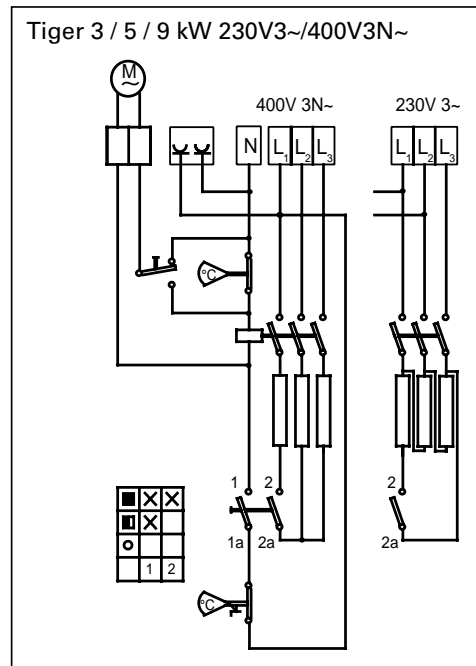 Tiger 3 / 5 / 9 kW 230V3~/400V3N~
M
~
400V 3N~
230V 3~
N
L1
L2
L3
L1
L2
L3
°C
1
2
2
1a
2a
2a
1 2
°C